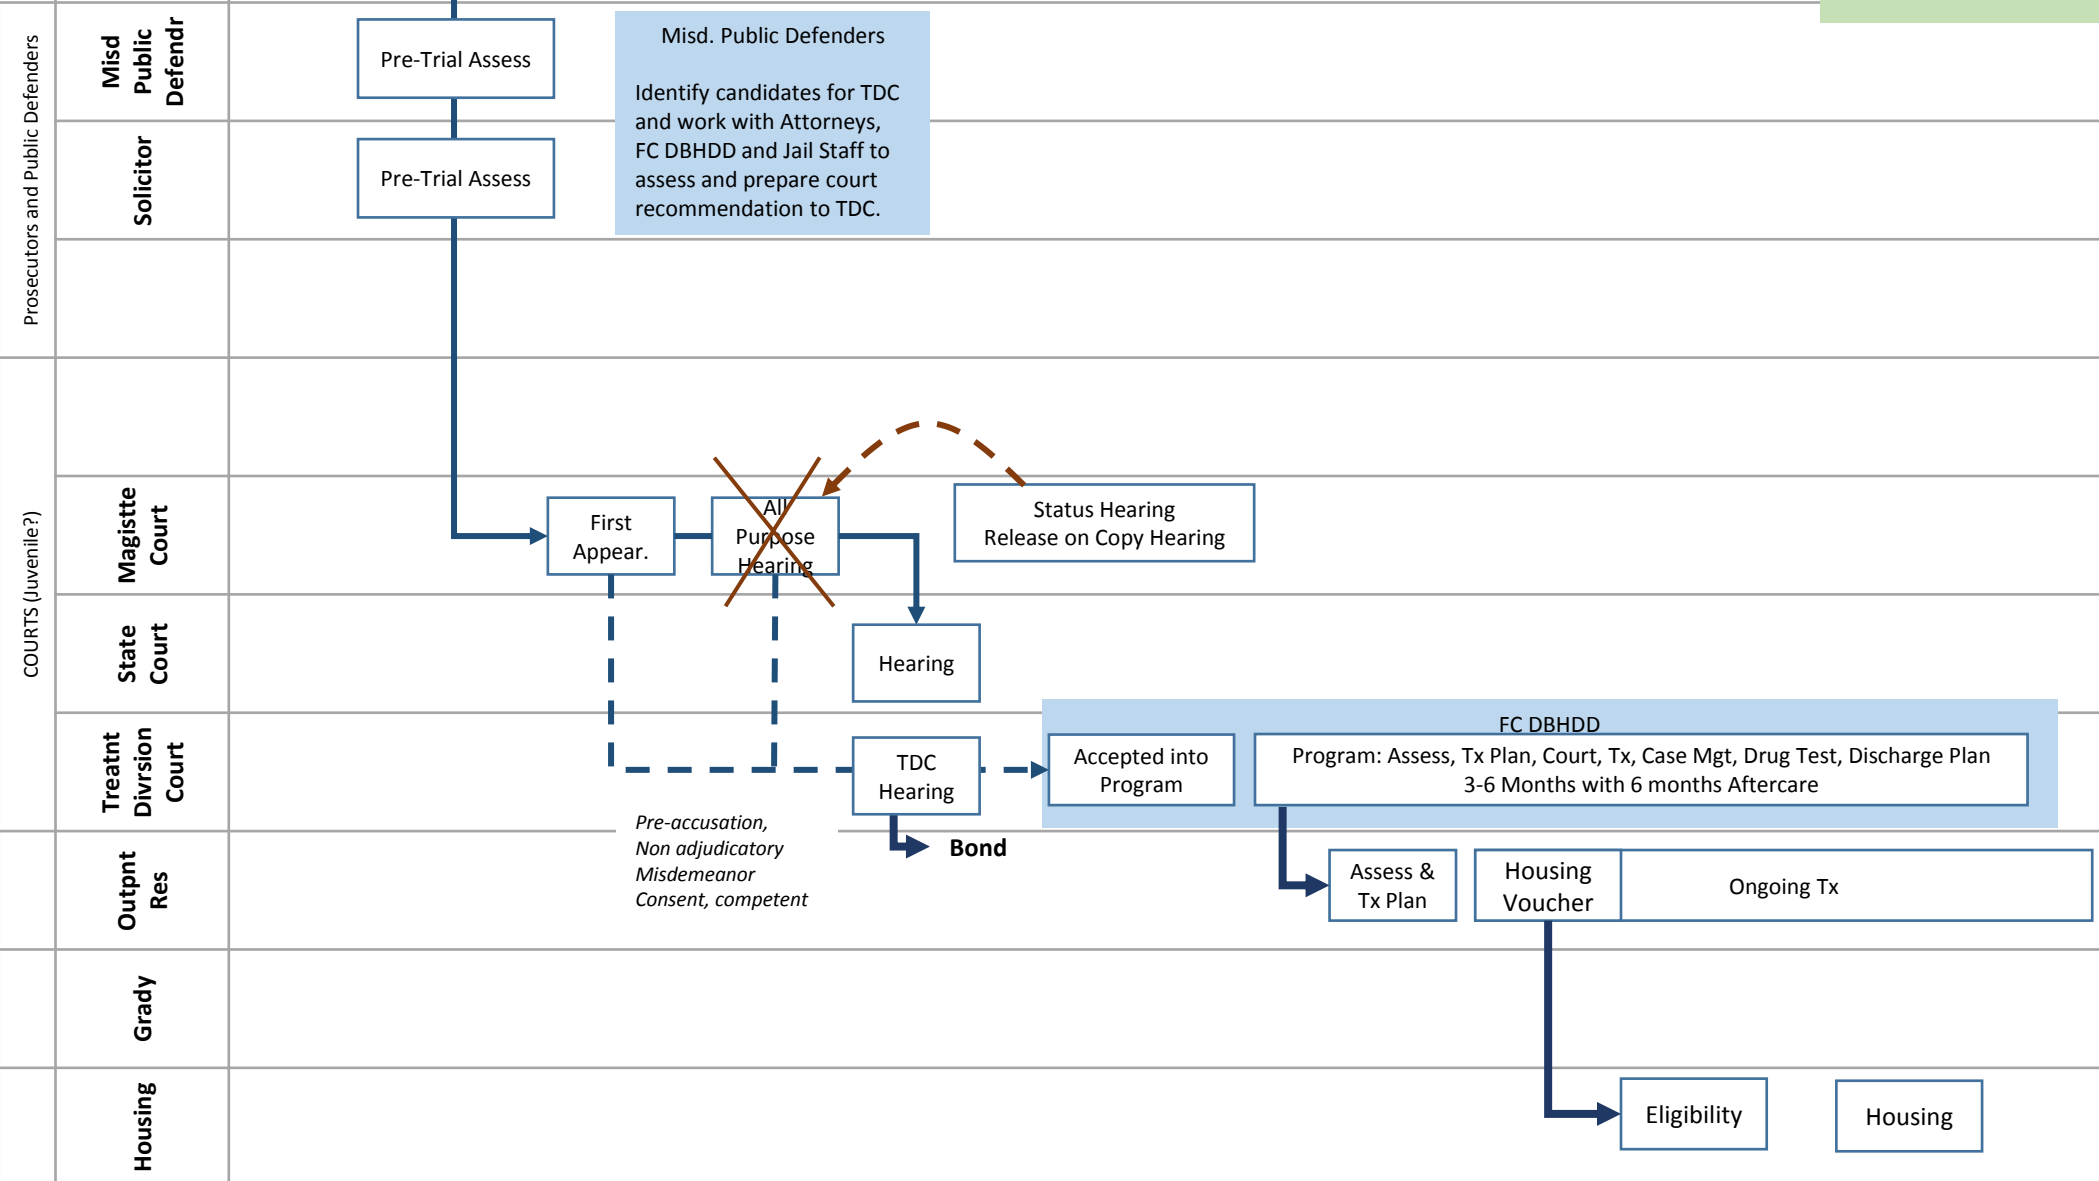 Prosecutors and Public Defenders
Misd
Public
Defendr
Pre-Trial Assess
Misd. Public Defenders
Identify candidates for TDC
and work with Attorneys,
FC DBHDD and Jail Staff to
assess and prepare court
recommendation to TDC.
Solicitor
Pre-Trial Assess
COURTS (Juvenile?)
Magistte
Court
First
Appear.
All
Purpose
Hearing
Status Hearing
Release on Copy Hearing
State
Court
Hearing
Treatnt
Divrsion
Court
TDC
Hearing
FC DBHDD
Accepted into
Program
Program: Assess, Tx Plan, Court, Tx, Case Mgt, Drug Test, Discharge Plan
3-6 Months with 6 months Aftercare
Pre-accusation,
Non adjudicatory
Misdemeanor
Consent, competent
Bond
Outpnt
Res
Assess &
Tx Plan
Housing
Voucher
Ongoing Tx
Grady
Housing
Eligibility
Housing